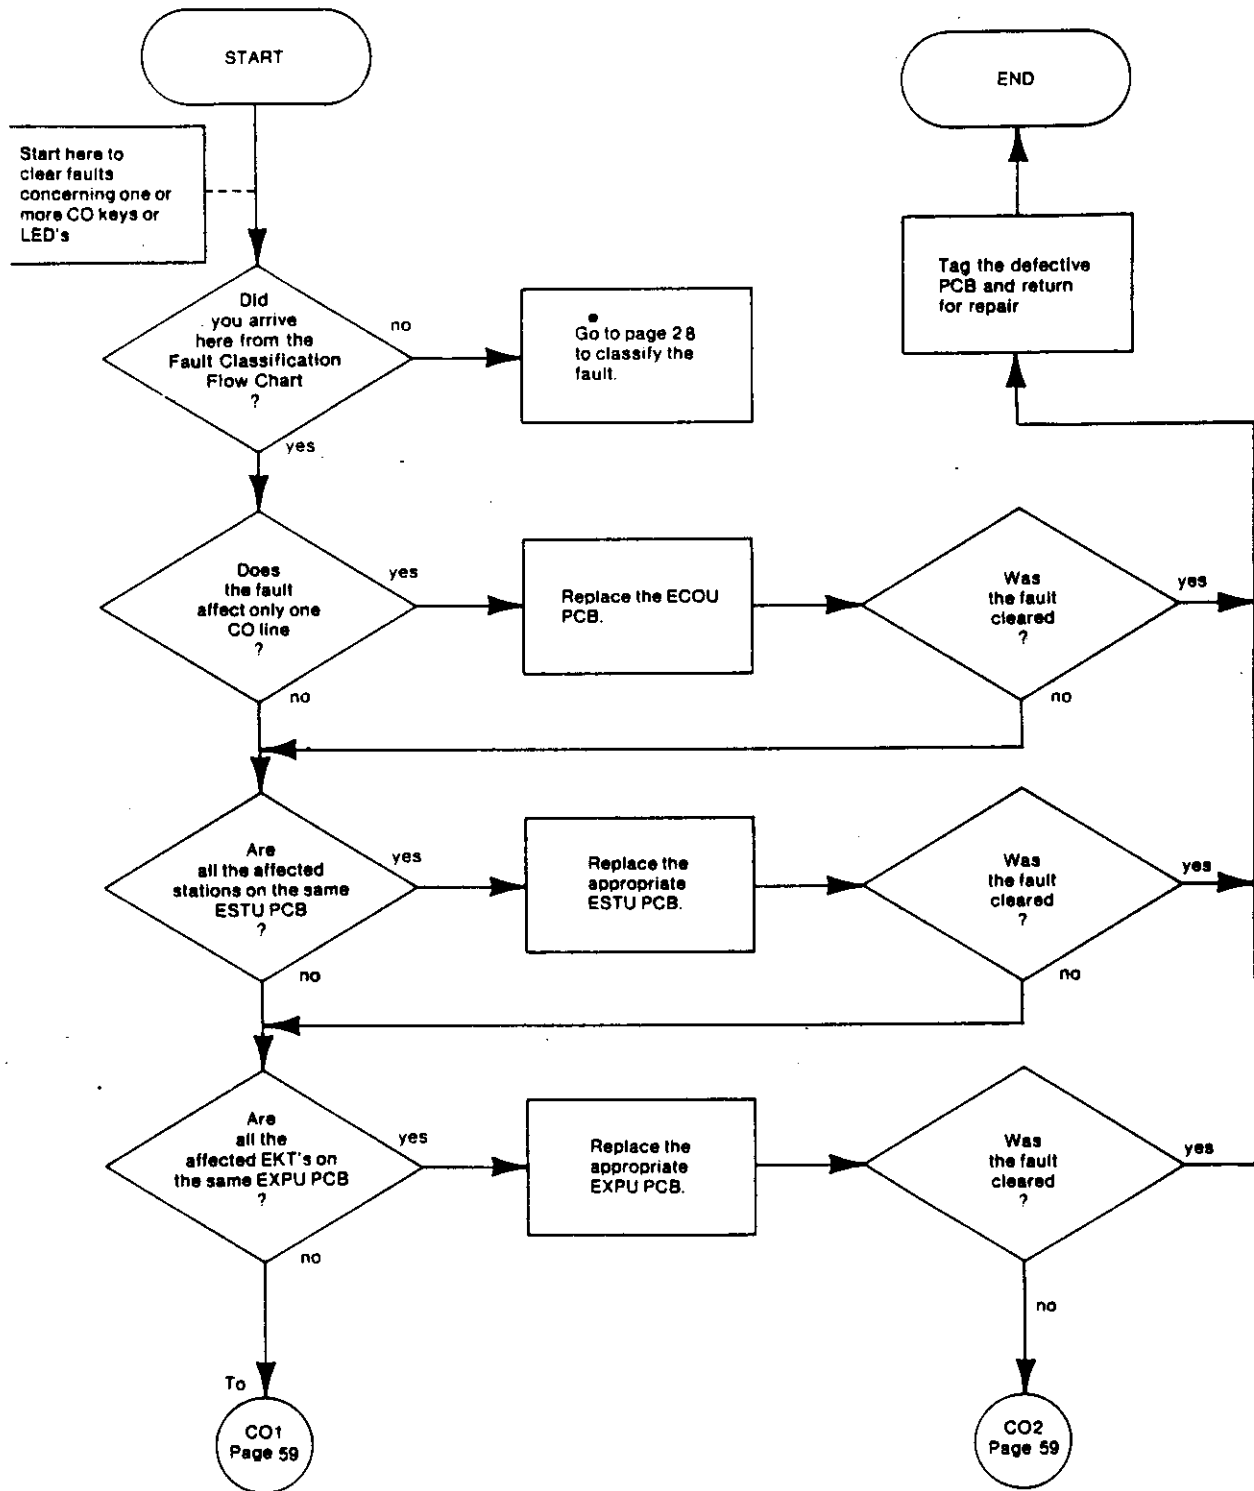 START
END
Start here to
clear faults
concerning one or
more CO keys or
LED's
Tag the defective
PCB and return
for repair
Did
you arrive
here from the
Fault Classification
Flow Chart
?
no
Go to page 28
to classify the
fault.
yes
Does
the fault
affect only one
CO line
?
yes
Replace the ECOU
PCB.
Was
the fault
cleared
?
yes
no
no
Are
all the affected
stations on the same
ESTU PCB
?
yes
Replace the
appropriate
ESTU PCB.
Was
the fault
cleared
?
yes
no
no
Are
all the
affected EKT's on
the same EXPU PCB
?
yes
Replace the
appropriate
EXPU PCB.
Was
the fault
cleared
?
yes
no
no
To
CO1
Page 59
CO2
Page 59